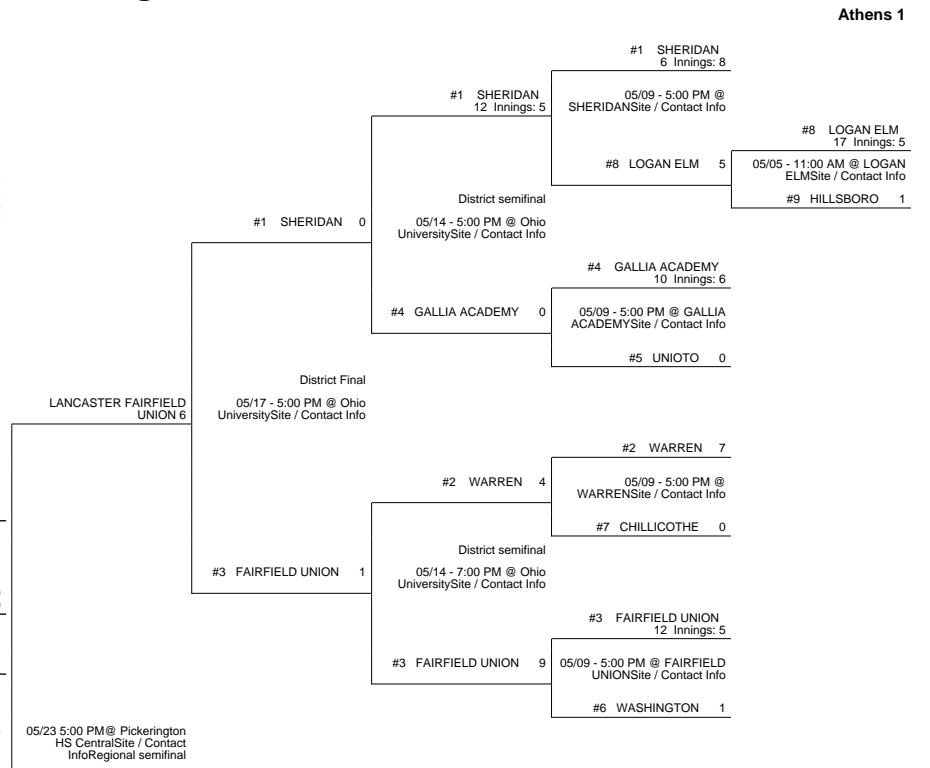 Athens 1
#1 SHERIDAN
6 Innings: 8
#1 SHERIDAN
12 Innings: 5
05/09 - 5:00 PM @
SHERIDANSite / Contact Info
#8 LOGAN ELM
17 Innings: 5
#8 LOGAN ELM 5
05/05 - 11:00 AM @ LOGAN
ELMSite / Contact Info
#9 HILLSBORO 1
District semifinal
#1 SHERIDAN 0
05/14 - 5:00 PM @ Ohio
UniversitySite / Contact Info
#4 GALLIA ACADEMY
10 Innings: 6
#4 GALLIA ACADEMY 0
05/09 - 5:00 PM @ GALLIA
ACADEMYSite / Contact Info
#5 UNIOTO 0
District Final
LANCASTER FAIRFIELD
UNION 6
05/17 - 5:00 PM @ Ohio
UniversitySite / Contact Info
#2 WARREN 7
#2 WARREN 4
05/09 - 5:00 PM @
WARRENSite / Contact Info
#7 CHILLICOTHE 0
District semifinal
#3 FAIRFIELD UNION 1
05/14 - 7:00 PM @ Ohio
UniversitySite / Contact Info
#3 FAIRFIELD UNION
12 Innings: 5
#3 FAIRFIELD UNION 9
05/09 - 5:00 PM @ FAIRFIELD
UNIONSite / Contact Info
#6 WASHINGTON 1
05/23 5:00 PM@ Pickerington
HS CentralSite / Contact
InfoRegional semifinal